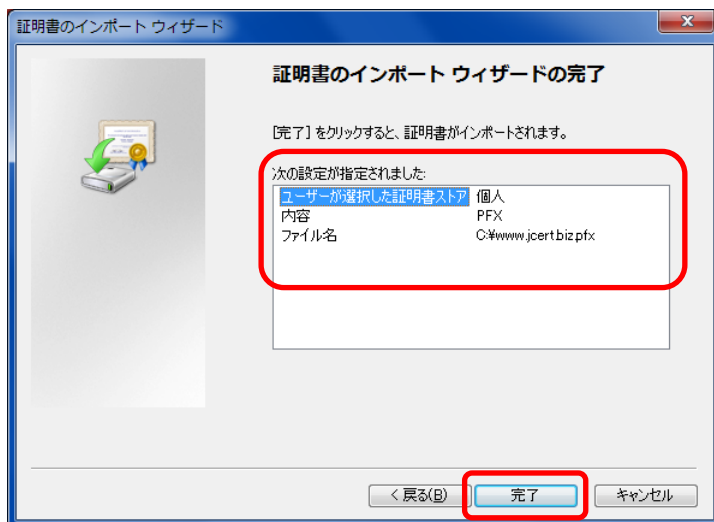 証明書のインポート ウィザード
証明書のインポート ウィザードの完了
[完了] をクリックすると、証明書がインポートされます。
次の設定が指定されました:
ユーザーが選択した証明書ストア 個人
内容 PFX
ファイル名 C:¥www.jcert.biz.pfx
< 戻る(B) 完了 キャンセル